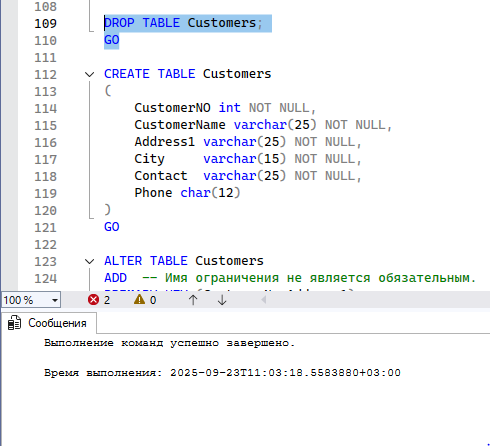 108
109 DROP TABLE Customers;
110 GO
111
112 CREATE TABLE Customers
113 (
114 CustomerNO int NOT NULL,
115 CustomerName varchar(25) NOT NULL,
116 Address1 varchar(25) NOT NULL,
117 City varchar(15) NOT NULL,
118 Contact varchar(25) NOT NULL,
119 Phone char(12)
120 )
121 GO
122
123 ALTER TABLE Customers
124 ADD -- Имя ограничения не является обязательным.
100 % 2 0
Сообщения
Выполнение команд успешно завершено.
Время выполнения: 2025-09-23T11:03:18.5583880+03:00